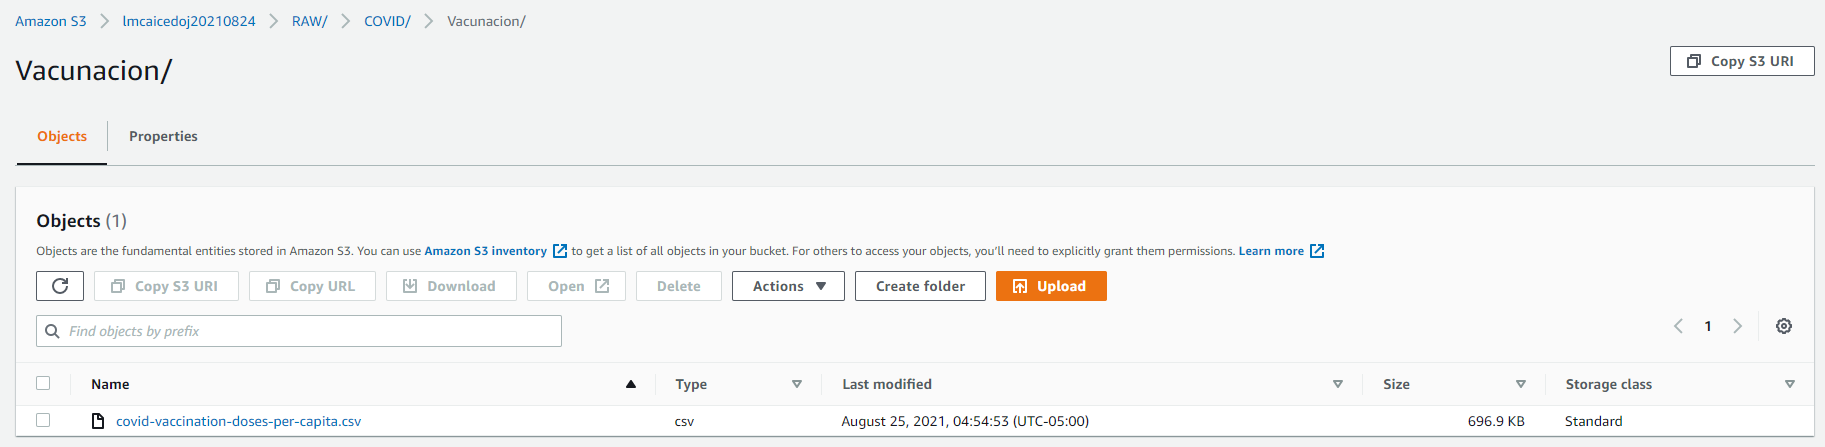 Amazon S3 > lmcaicedoj20210824 > RAW/ > COVID/ > Vacunacion/
Vacunacion/
Copy S3 URI
Objects
Properties
Objects (1)
Objects are the fundamental entities stored in Amazon S3. You can use Amazon S3 inventory to get a list of all objects in your bucket. For others to access your objects, you'll need to explicitly grant them permissions. Learn more
Copy S3 URI Copy URL Download Open Delete Actions Create folder Upload
Find objects by prefix
1
Name Type Last modified Size Storage class
covid-vaccination-doses-per-capita.csv csv August 25, 2021, 04:54:53 (UTC-05:00) 696.9 KB Standard